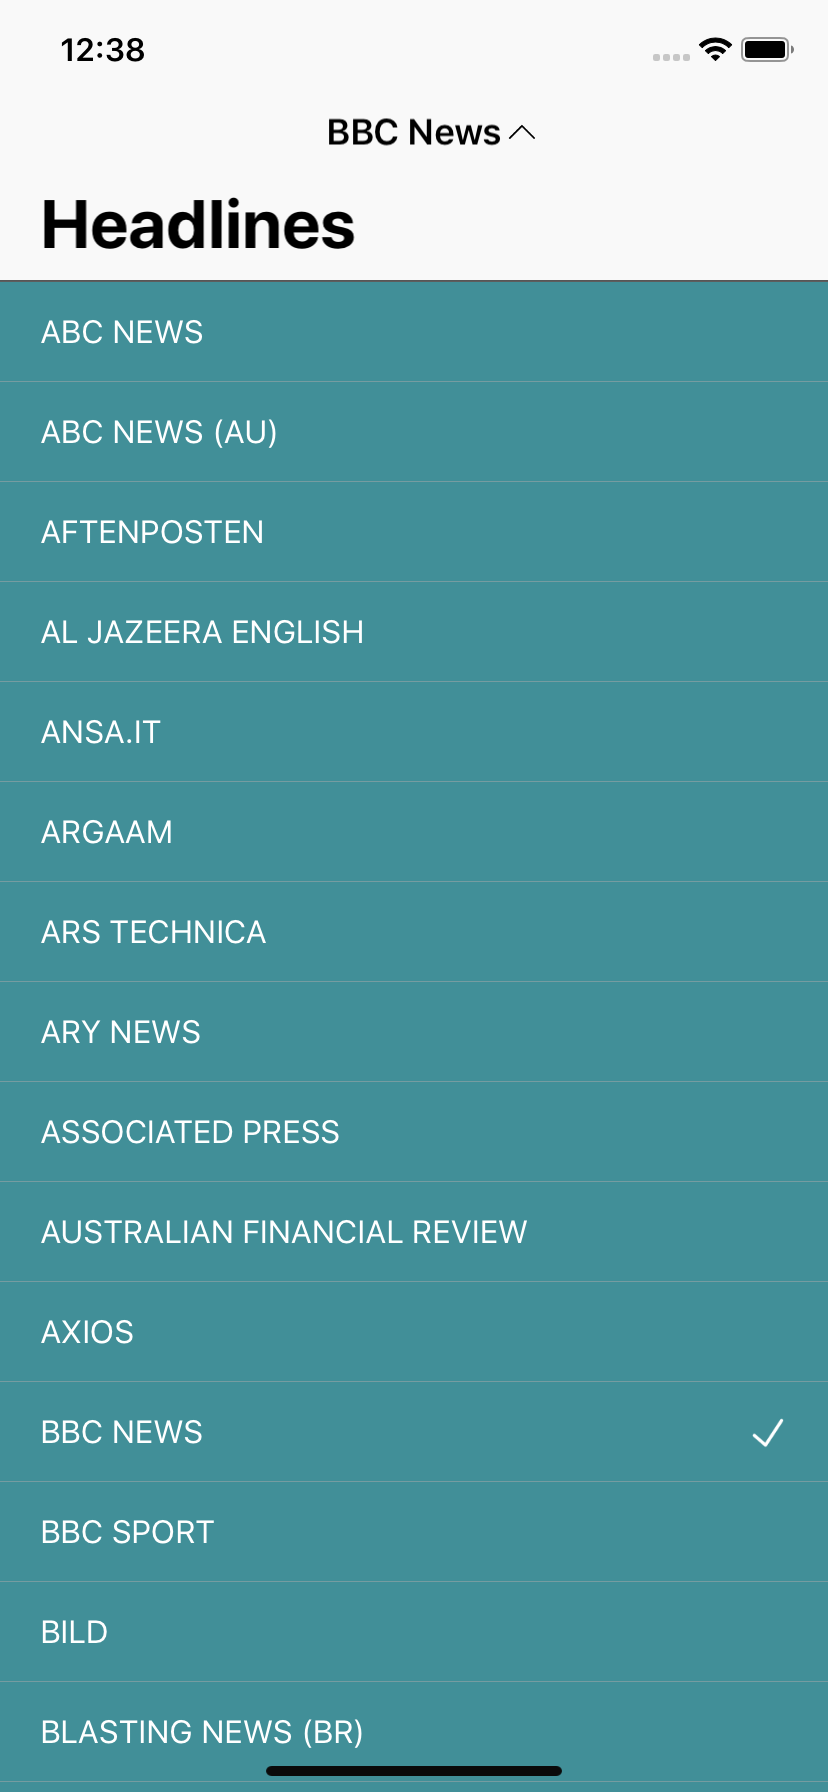 12:38
BBC News
Headlines
ABC NEWS
ABC NEWS (AU)
AFTENPOSTEN
AL JAZEERA ENGLISH
ANSA.IT
ARGAAM
ARS TECHNICA
ARY NEWS
ASSOCIATED PRESS
AUSTRALIAN FINANCIAL REVIEW
AXIOS
BBC NEWS
BBC SPORT
BILD
BLASTING NEWS (BR)